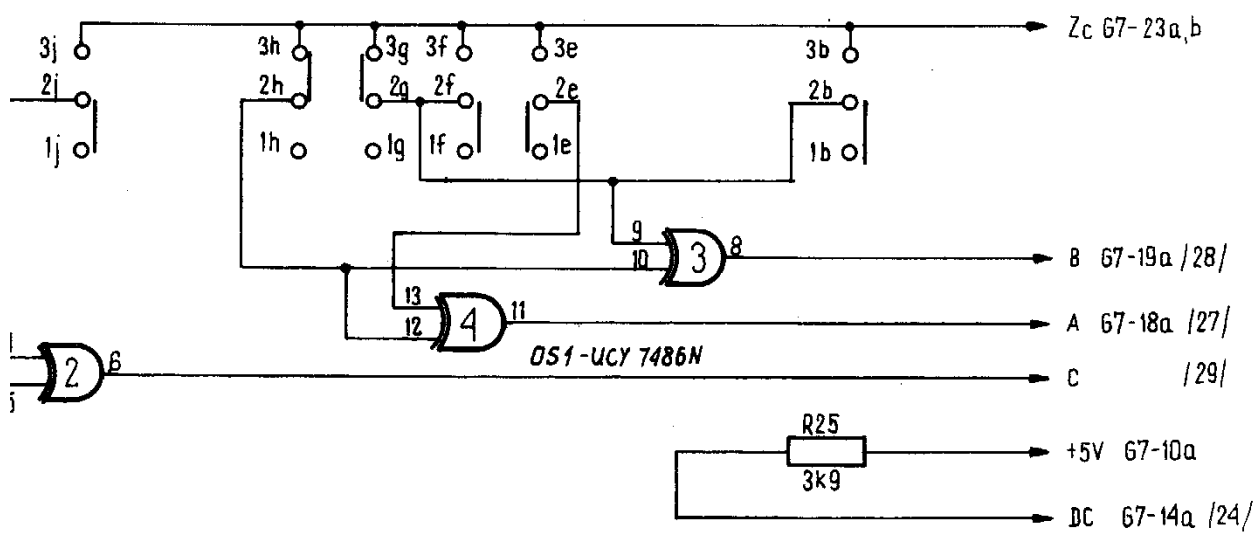 Zc G7-23a,b
3j 3h 3g 3f 3e 3b
2j 2h 2g 2f 2e 2b
1j 1h 1g 1f 1e 1b
9
8
10 3
B G7-19a /28/
13
11
12 4
A G7-18a /27/
OS1-UCY 7486N
2 6
C /29/
5
R25
+5V G7-10a
3k9
DC G7-14a /24/